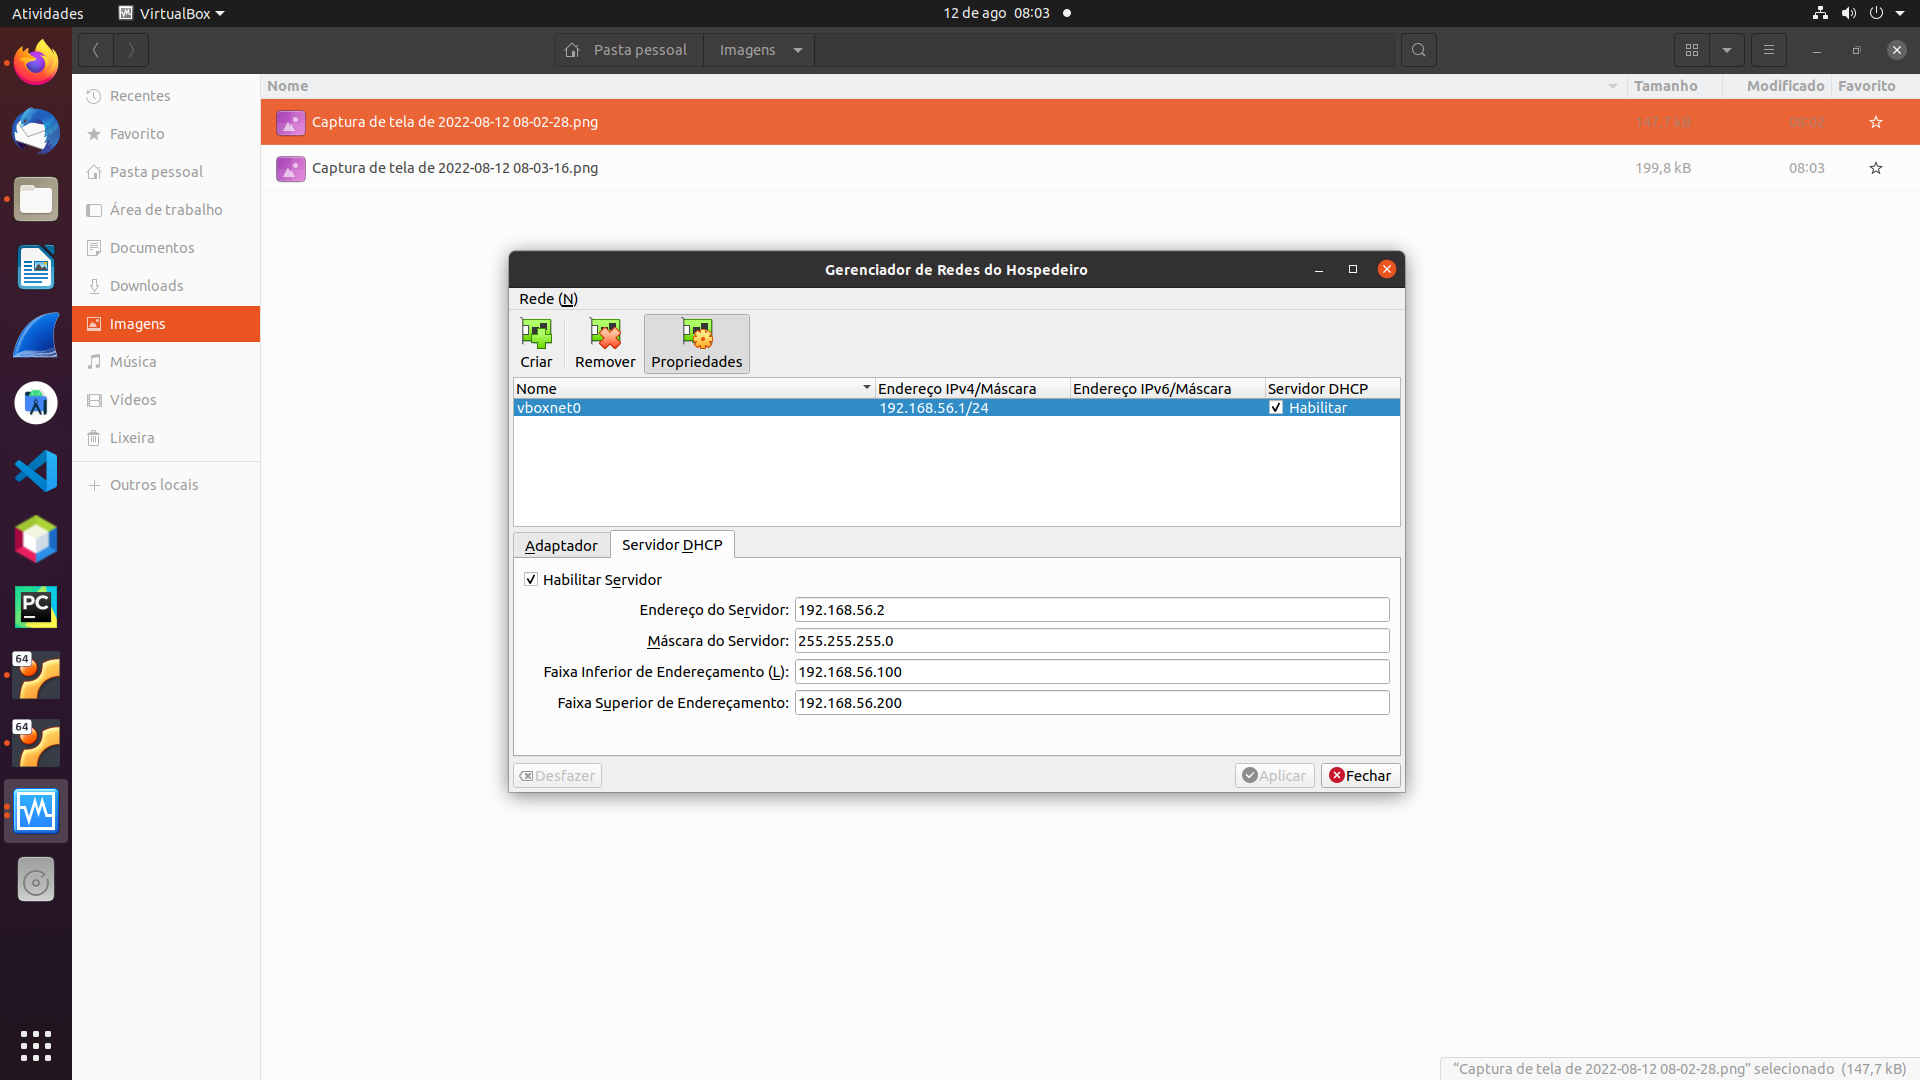 Atividades
VirtualBox
12 de ago 08:03
Pasta pessoal
Imagens
Recentes
Favorito
Pasta pessoal
Área de trabalho
Documentos
Downloads
Imagens
Música
Vídeos
Lixeira
Outros locais
Nome Tamanho Modificado Favorito
Captura de tela de 2022-08-12 08-02-28.png 147,7 kB 08:02
Captura de tela de 2022-08-12 08-03-16.png 199,8 kB 08:03
Gerenciador de Redes do Hospedeiro
Rede (N)
Criar Remover Propriedades
Nome Endereço IPv4/Máscara Endereço IPv6/Máscara Servidor DHCP
vboxnet0 192.168.56.1/24 Habilitar
Adaptador Servidor DHCP
Habilitar Servidor
Endereço do Servidor: 192.168.56.2
Máscara do Servidor: 255.255.255.0
Faixa Inferior de Endereçamento (L): 192.168.56.100
Faixa Superior de Endereçamento: 192.168.56.200
Desfazer Aplicar Fechar
PC
64
64
“Captura de tela de 2022-08-12 08-02-28.png” selecionado (147,7 kB)